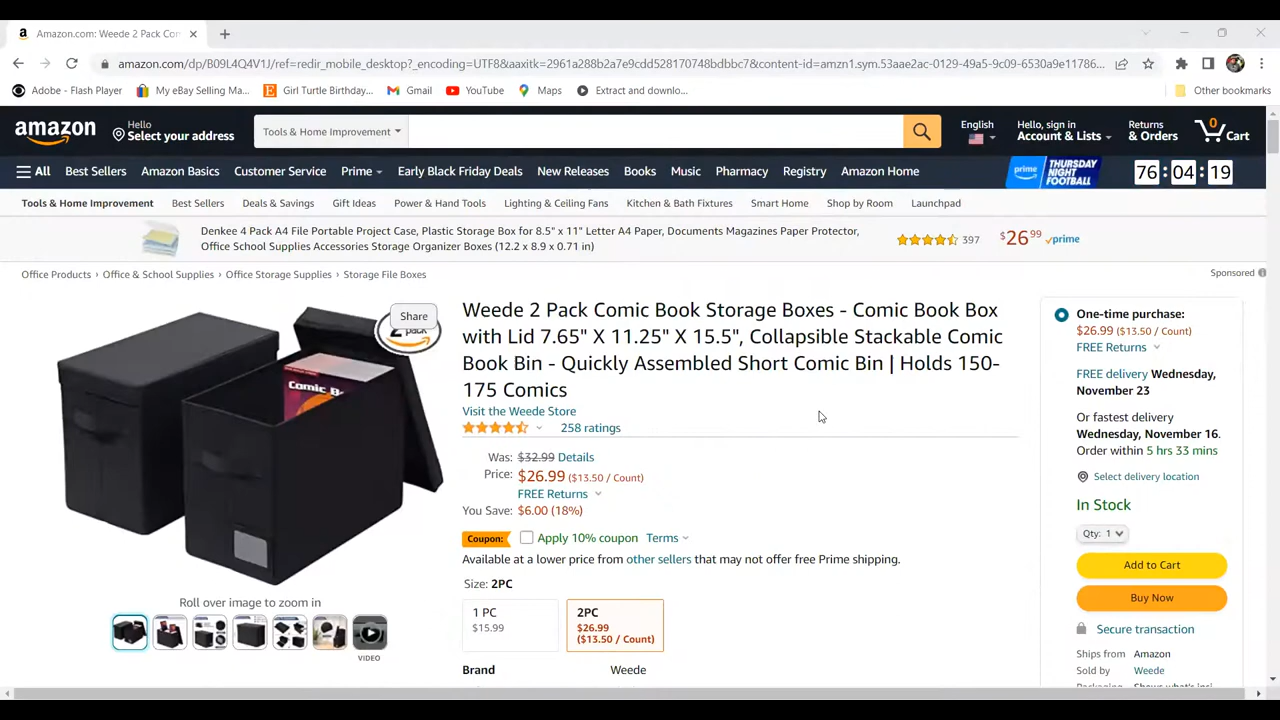 Amazon.com: Weede 2 Pack Com
amazon.com/dp/B09L4Q4V1J/ref=redir_mobile_desktop?_encoding=UTF8&aaxitk=2961a288b2a7e9cdd528170748bdbbc7&content-id=amzn1.sym.53aae2ac-0129-49a5-9c09-6530a9e11786...
Adobe - Flash Player My eBay Selling Ma... Girl Turtle Birthday... Gmail YouTube Maps Extract and downlo... Other bookmarks
amazon Hello Select your address Tools & Home Improvement English Hello, sign in Account & Lists Returns & Orders 0 Cart
All Best Sellers Amazon Basics Customer Service Prime Early Black Friday Deals New Releases Books Music Pharmacy Registry Amazon Home prime THURSDAY NIGHT FOOTBALL 76:04:19
Tools & Home Improvement Best Sellers Deals & Savings Gift Ideas Power & Hand Tools Lighting & Ceiling Fans Kitchen & Bath Fixtures Smart Home Shop by Room Launchpad
Denkee 4 Pack A4 File Portable Project Case, Plastic Storage Box for 8.5" x 11" Letter A4 Paper, Documents Magazines Paper Protector,
Office School Supplies Accessories Storage Organizer Boxes (12.2 x 8.9 x 0.71 in)
397 $26.99 prime
Office Products › Office & School Supplies › Office Storage Supplies › Storage File Boxes
Sponsored
Share
pack
Comic B
Roll over image to zoom in
VIDEO
Weede 2 Pack Comic Book Storage Boxes - Comic Book Box
with Lid 7.65" X 11.25" X 15.5", Collapsible Stackable Comic
Book Bin - Quickly Assembled Short Comic Bin | Holds 150-
175 Comics
Visit the Weede Store
258 ratings
Was: $32.99 Details
Price: $26.99 ($13.50 / Count)
FREE Returns
You Save: $6.00 (18%)
Coupon: Apply 10% coupon Terms
Available at a lower price from other sellers that may not offer free Prime shipping.
Size: 2PC
1 PC
$15.99
2PC
$26.99
($13.50 / Count)
Brand Weede
One-time purchase:
$26.99 ($13.50 / Count)
FREE Returns
FREE delivery Wednesday,
November 23
Or fastest delivery
Wednesday, November 16.
Order within 5 hrs 33 mins
Select delivery location
In Stock
Qty: 1
Add to Cart
Buy Now
Secure transaction
Ships from Amazon
Sold by Weede